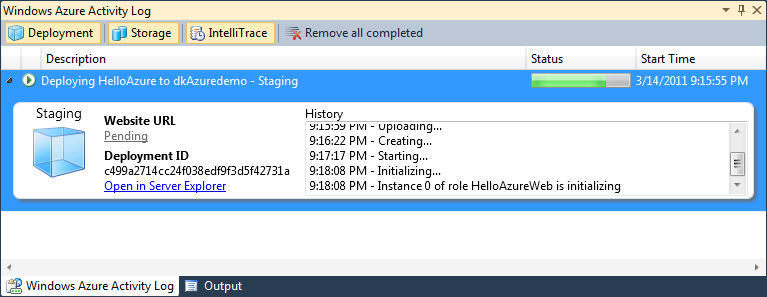 Windows Azure Activity Log
Deployment Storage IntelliTrace Remove all completed
Description Status Start Time
Deploying HelloAzure to dkAzuredemo - Staging 3/14/2011 9:15:55 PM
Staging
Website URL
Pending
Deployment ID
c499a2714cc24f038edf9f3d5f42731a
Open in Server Explorer
History
9:15:59 PM - Uploading...
9:16:22 PM - Creating...
9:17:17 PM - Starting...
9:18:08 PM - Initializing...
9:18:08 PM - Instance 0 of role HelloAzureWeb is initializing
Windows Azure Activity Log Output